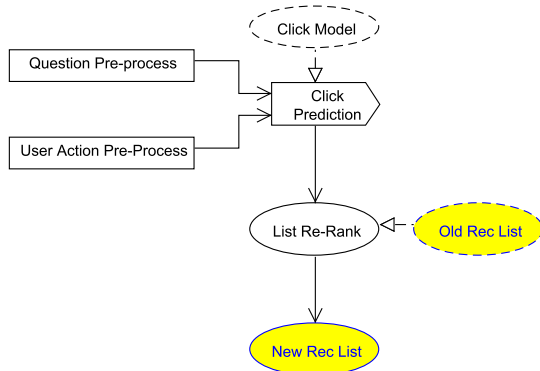 Click Model
Question Pre-process
Click
Prediction
User Action Pre-Process
List Re-Rank
Old Rec List
New Rec List